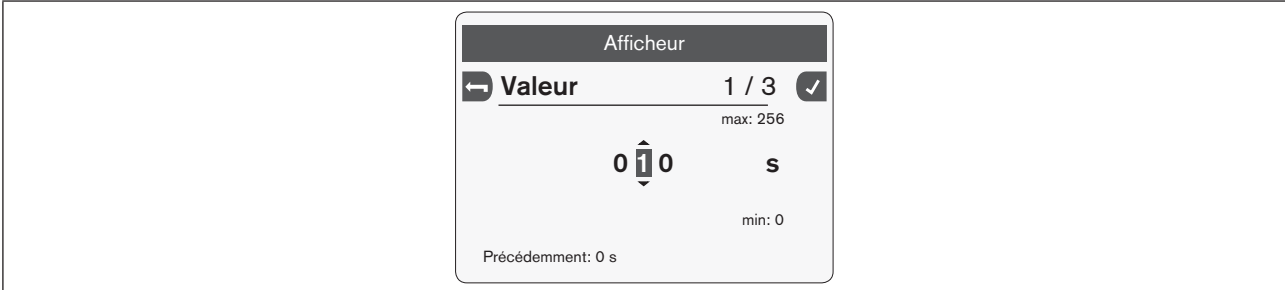 Afficheur
Valeur 1 / 3
max: 256
0 1 0 s
min: 0
Précédemment: 0 s